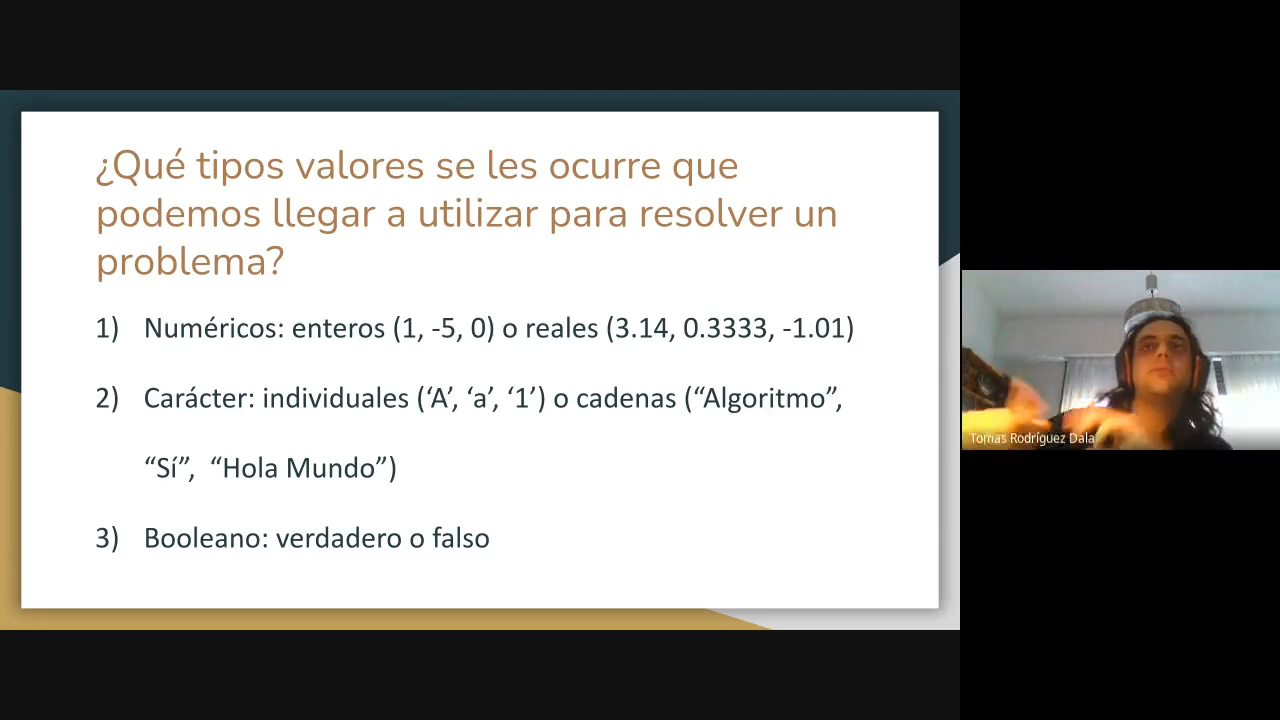 ¿Qué tipos valores se les ocurre que
podemos llegar a utilizar para resolver un
problema?
1) Numéricos: enteros (1, -5, 0) o reales (3.14, 0.3333, -1.01)
2) Carácter: individuales (‘A’, ‘a’, ‘1’) o cadenas (“Algoritmo”,
“Sí”, “Hola Mundo”)
3) Booleano: verdadero o falso
Tomas Rodríguez Dala